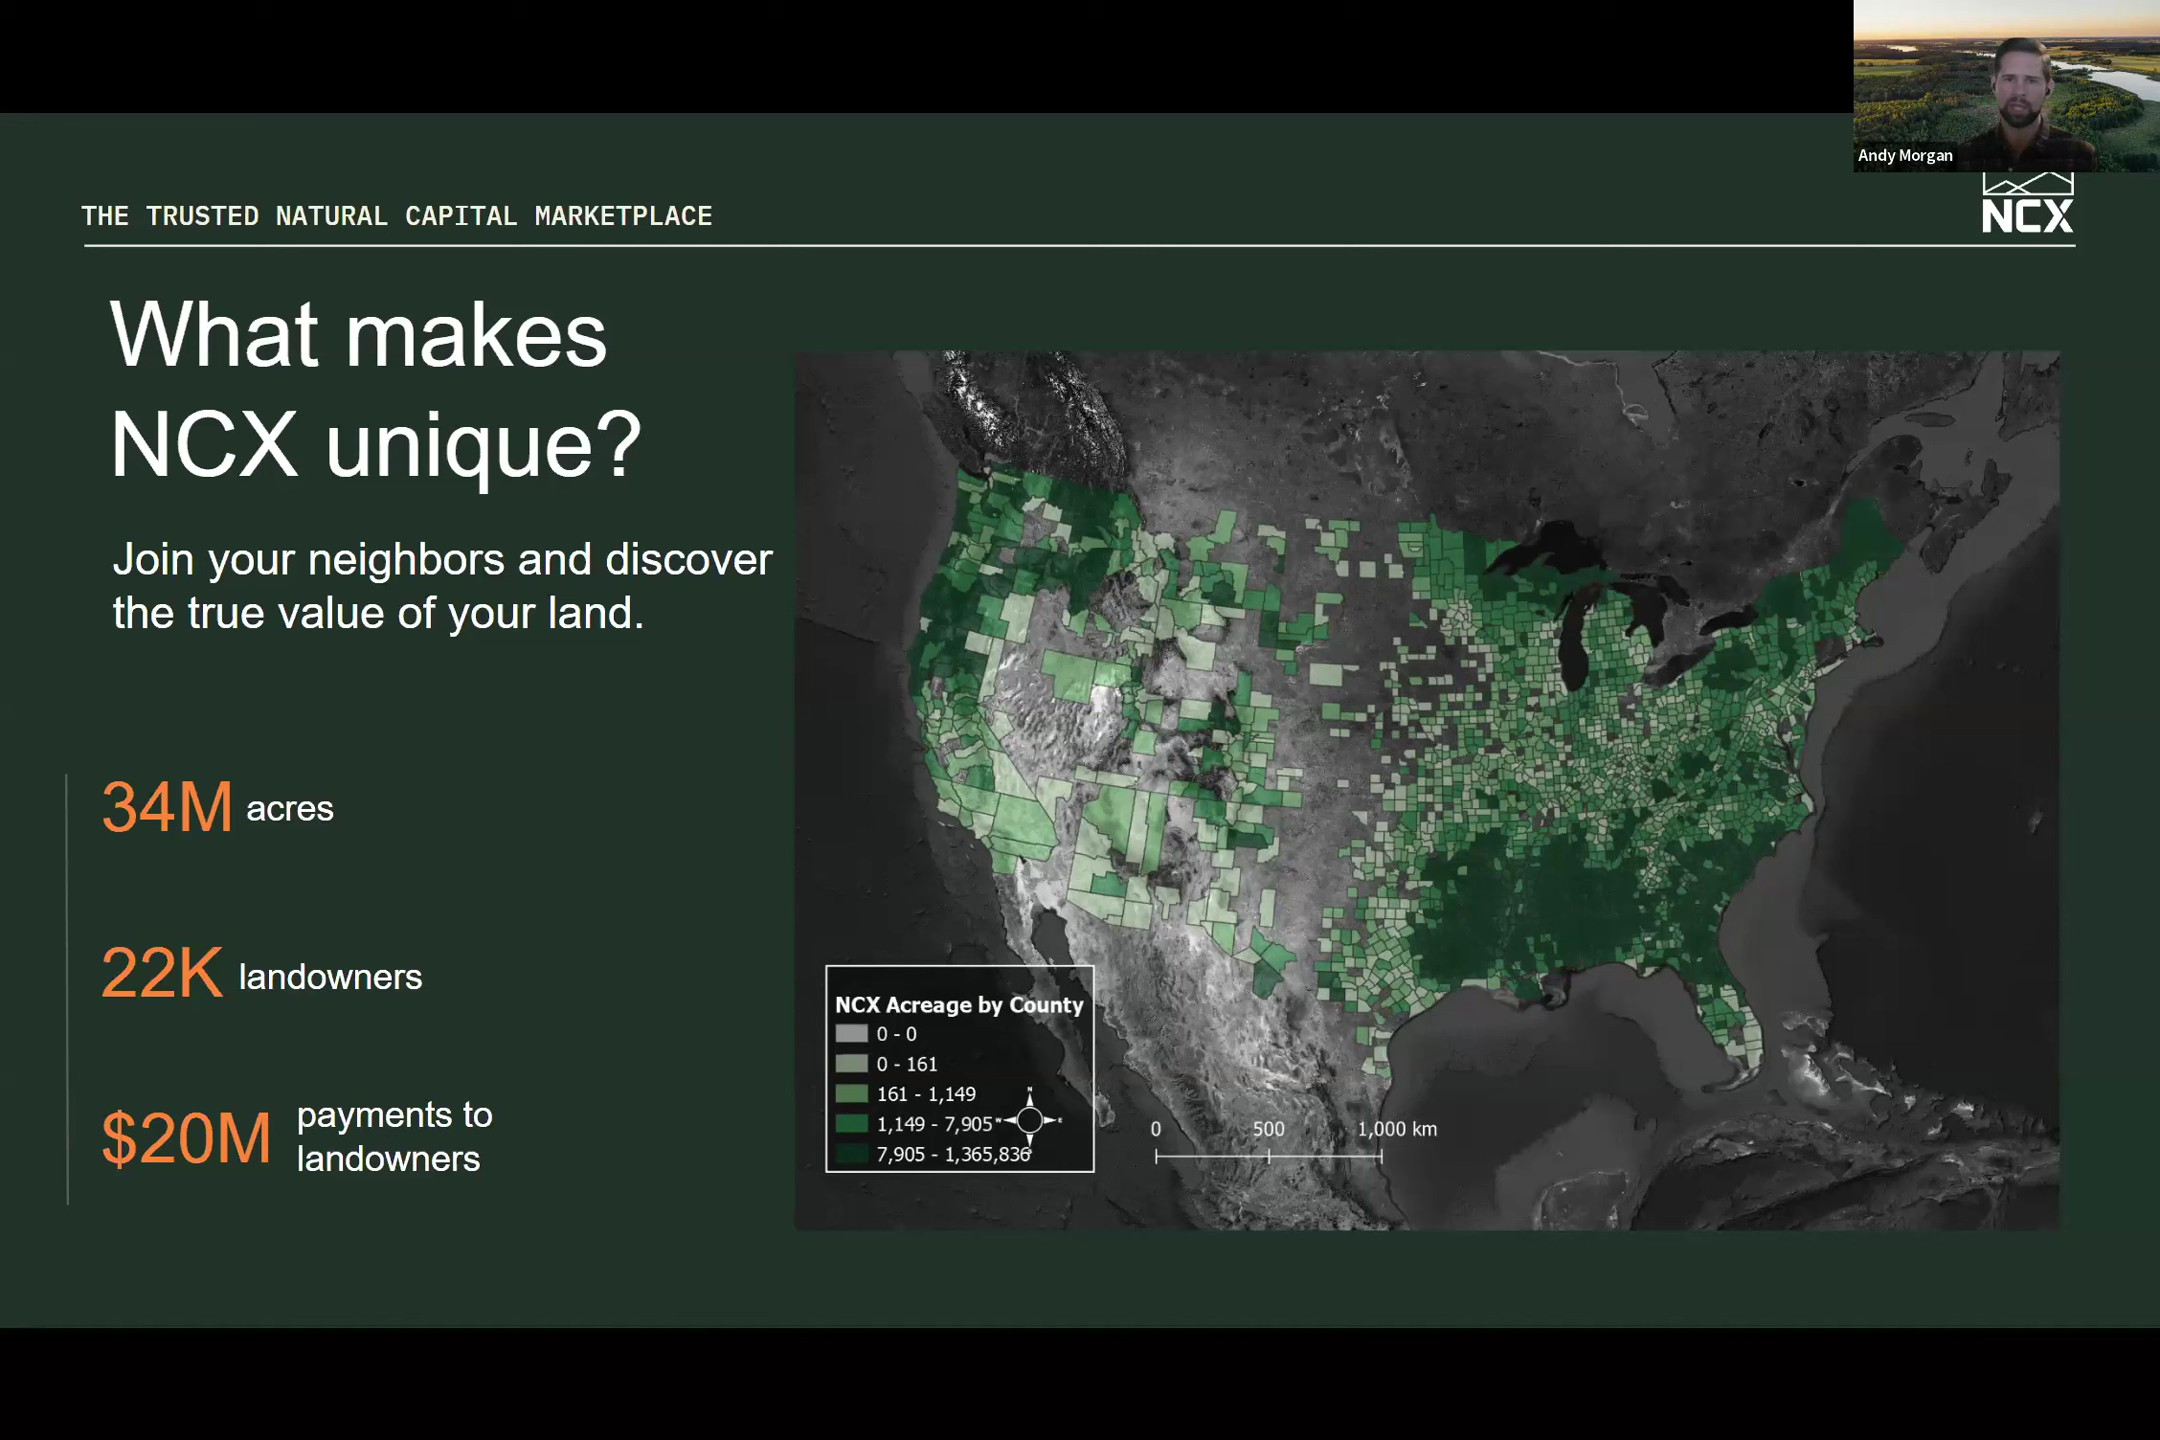 Andy Morgan
THE TRUSTED NATURAL CAPITAL MARKETPLACE
NCX
What makes
NCX unique?
Join your neighbors and discover
the true value of your land.
34M acres
22K landowners
$20M payments to
landowners
NCX Acreage by County
0 - 0
0 - 161
161 - 1,149
1,149 - 7,905
7,905 - 1,365,836
N
W
E
0 500 1,000 km